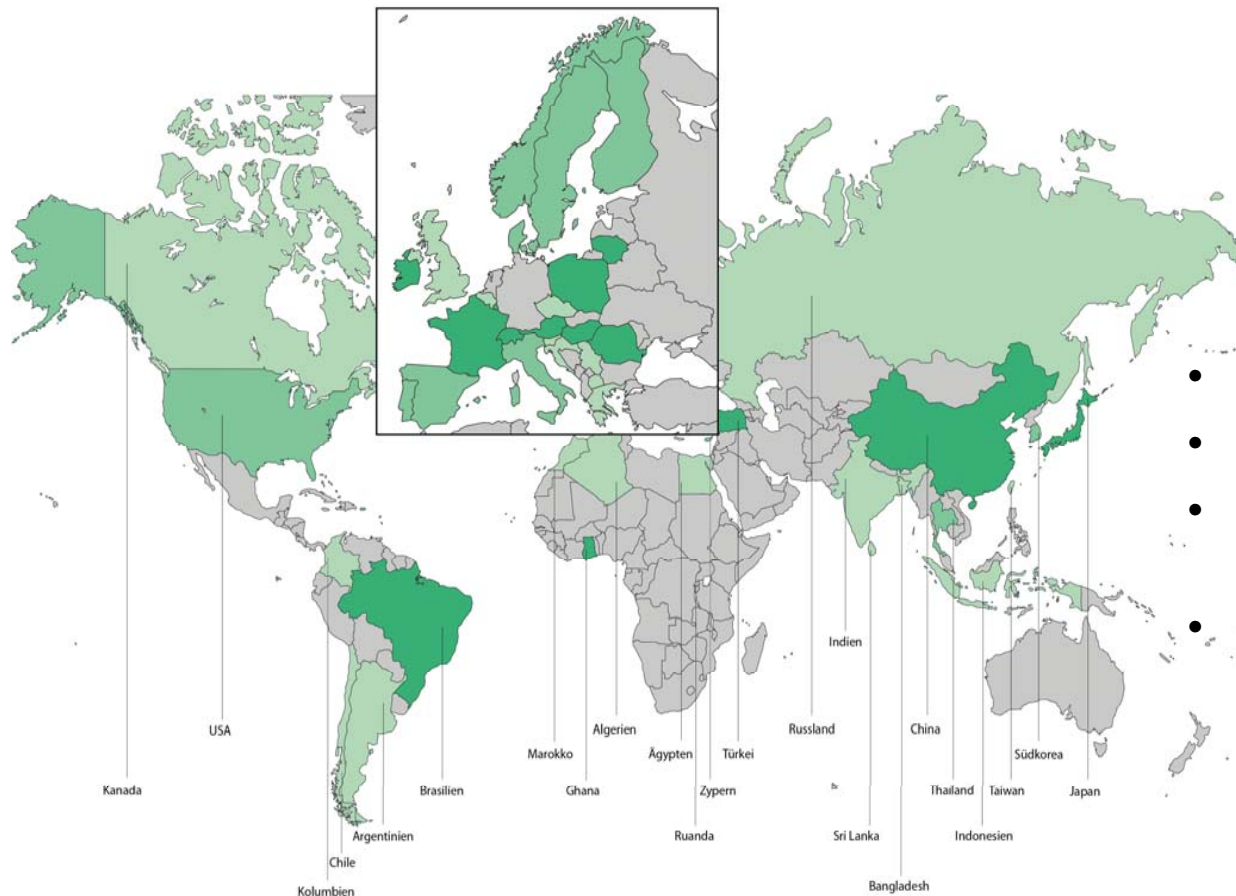 USA
Marokko
Algerien
Ägypten
Türkei
Russland
Indien
China
Südkorea
Kanada
Brasilien
Ghana
Zypern
Thailand
Taiwan
Japan
Argentinien
Ruanda
Sri Lanka
Indonesien
Chile
Kolumbien
Bangladesh